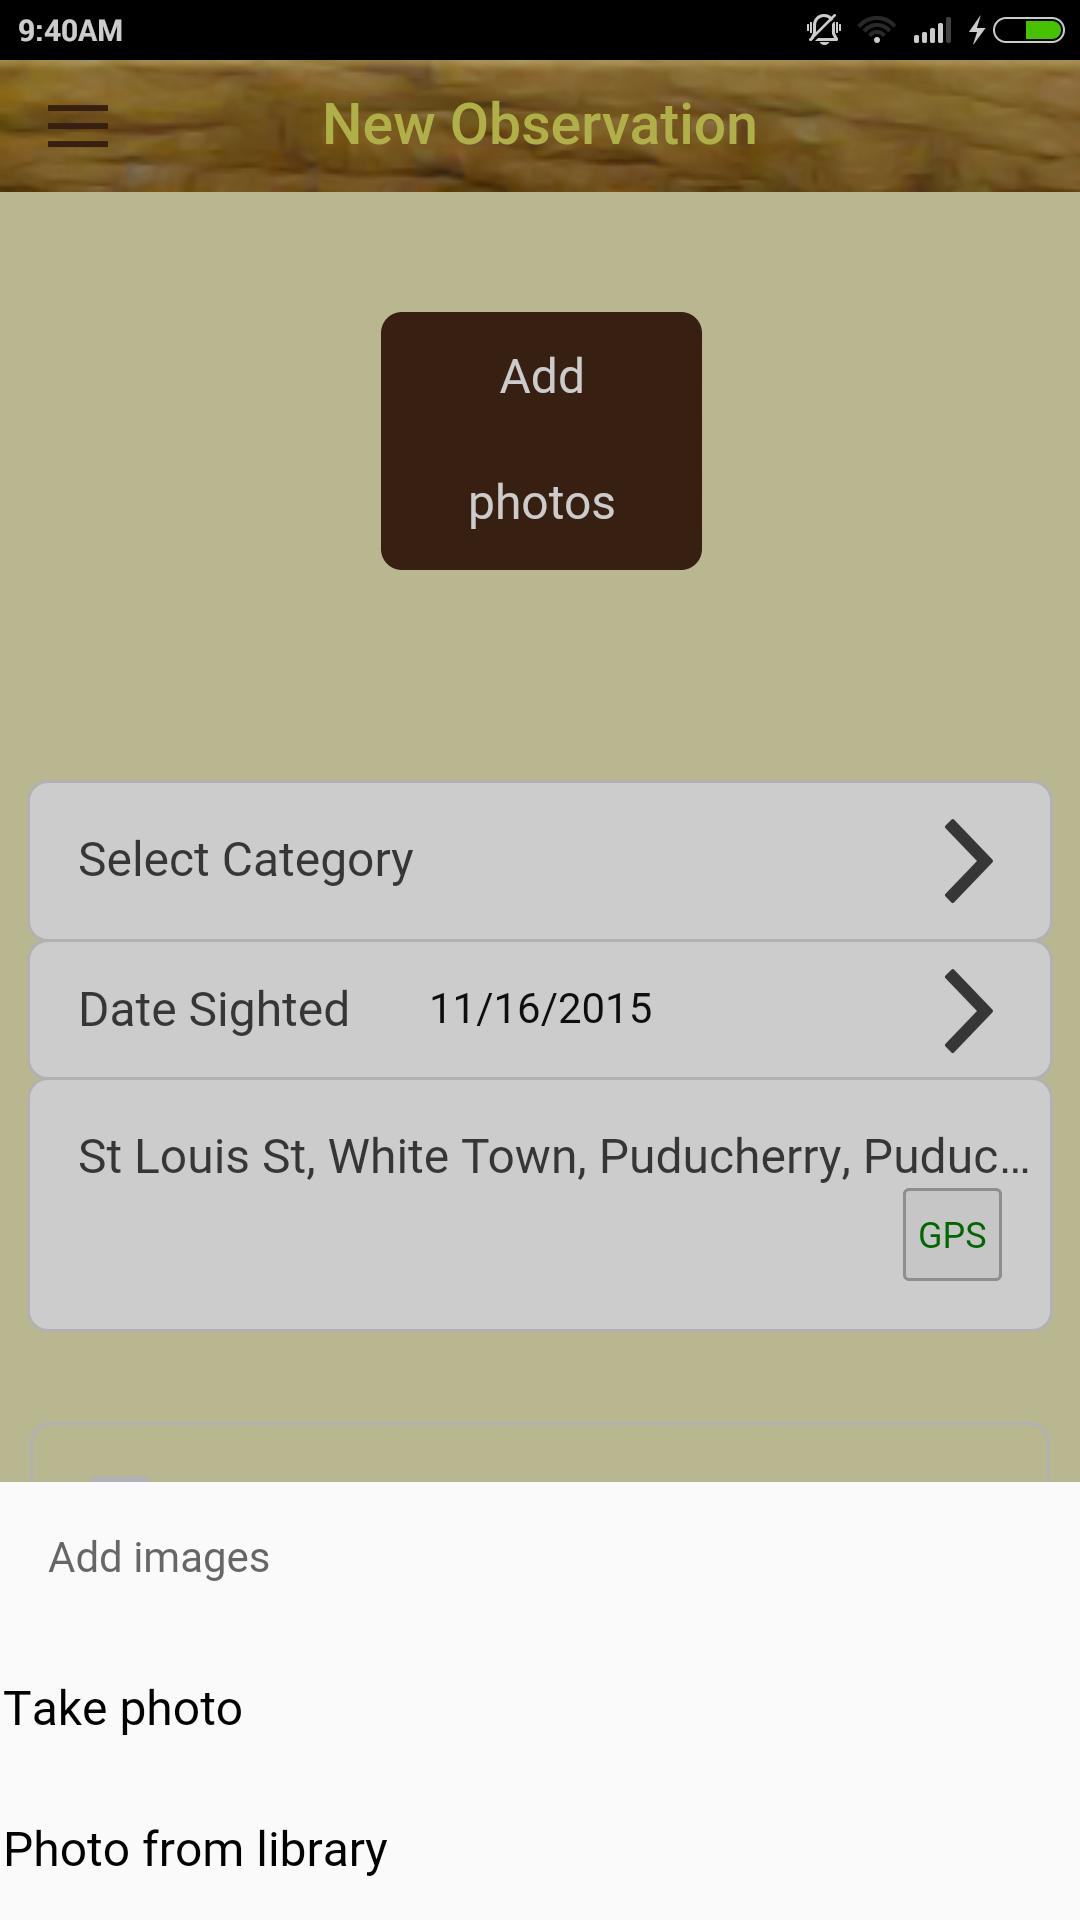 9:40AM
New Observation
Add
photos
Select Category
Date Sighted 11/16/2015
St Louis St, White Town, Puducherry, Puduc...
GPS
Add images
Take photo
Photo from library